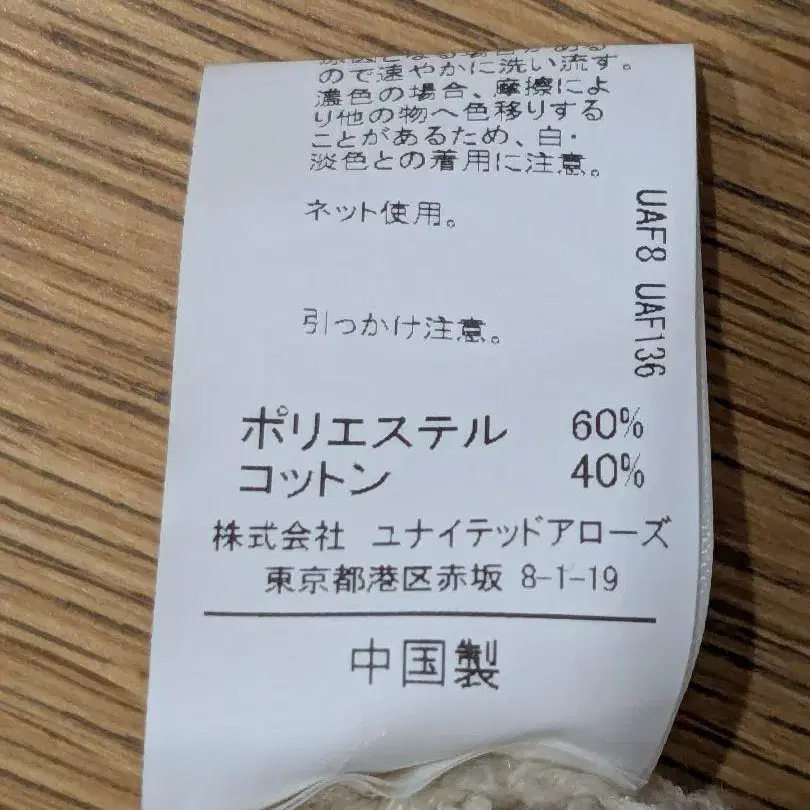 ので速やかに洗い流す。
濃色の場合、摩擦によ
り他の物へ色移りする
ことがあるため、白・
淡色との着用に注意。
ネット使用。
引っかけ注意。
UAF8 UAF136
ポリエステル 60%
コットン 40%
株式会社 ユナイテッドアローズ
東京都港区赤坂 8-1-19
中国製